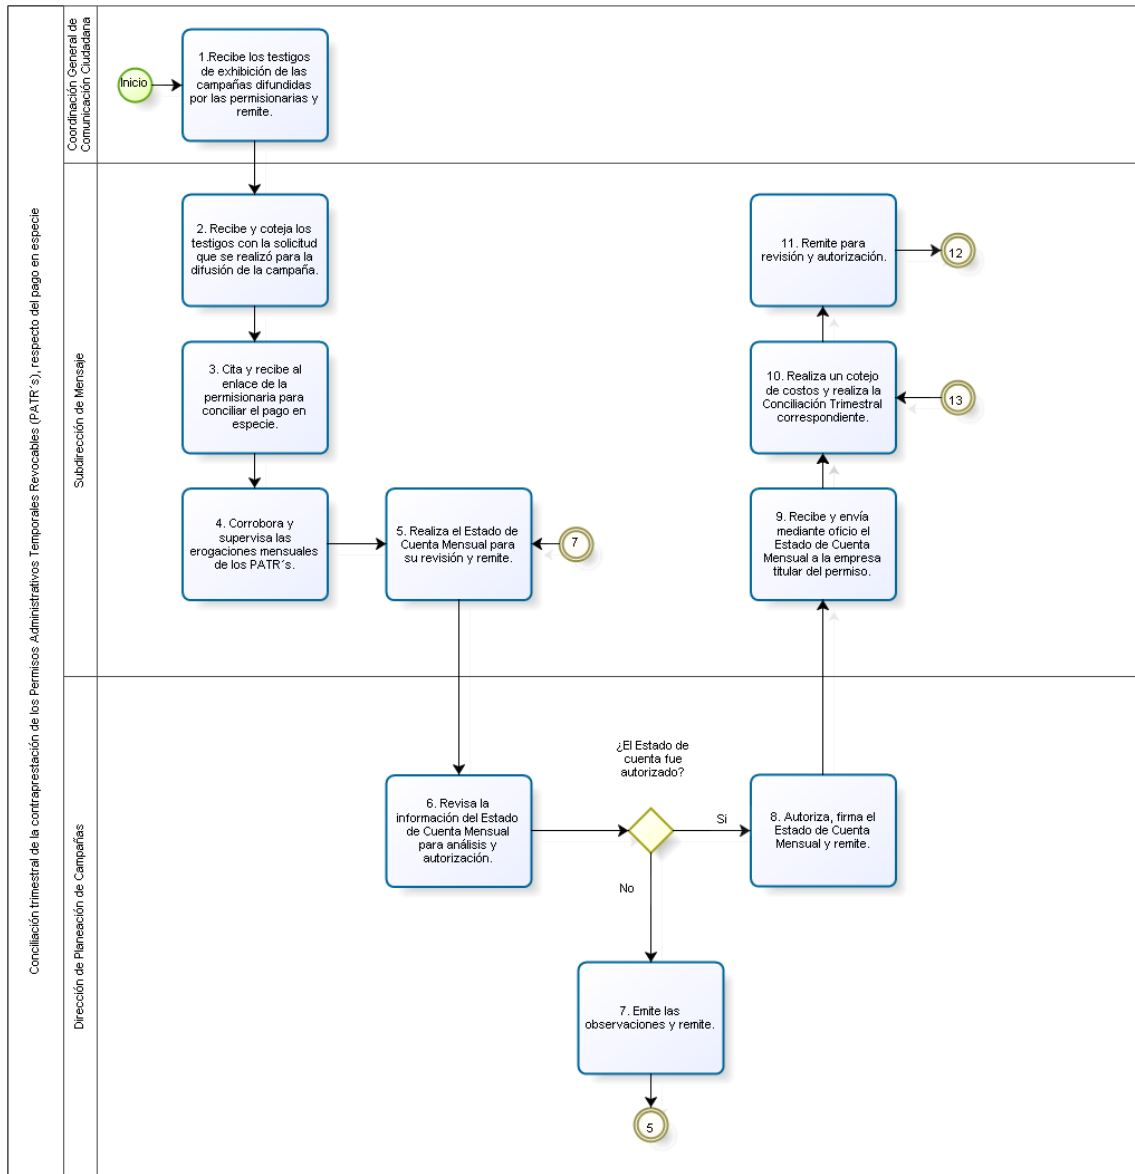 Conciliación trimestral de la contraprestación de los Permisos Administrativos Temporales Revocables (PATR´s), respecto del pago en especie
Coordinación General de
Comunicación Ciudadana
Inicio
1.Recibe los testigos
de exhibición de las
campañas difundidas
por las permisionarias y
remite.
Subdirección de Mensaje
2. Recibe y coteja los
testigos con la solicitud
que se realizó para la
difusión de la campaña.
3. Cita y recibe al
enlace de la
permisionaria para
conciliar el pago en
especie.
4. Corrobora y
supervisa las
erogaciones mensuales
de los PATR´s.
5. Realiza el Estado de
Cuenta Mensual para
su revisión y remite.
7
11. Remite para
revisión y autorización.
12
10. Realiza un cotejo
de costos y realiza la
Conciliación Trimestral
correspondiente.
13
9. Recibe y envía
mediante oficio el
Estado de Cuenta
Mensual a la empresa
titular del permiso.
Dirección de Planeación de Campañas
6. Revisa la
información del Estado
de Cuenta Mensual
para análisis y
autorización.
¿El Estado de
cuenta fue
autorizado?
Si
No
8. Autoriza, firma el
Estado de Cuenta
Mensual y remite.
7. Emite las
observaciones y remite.
5